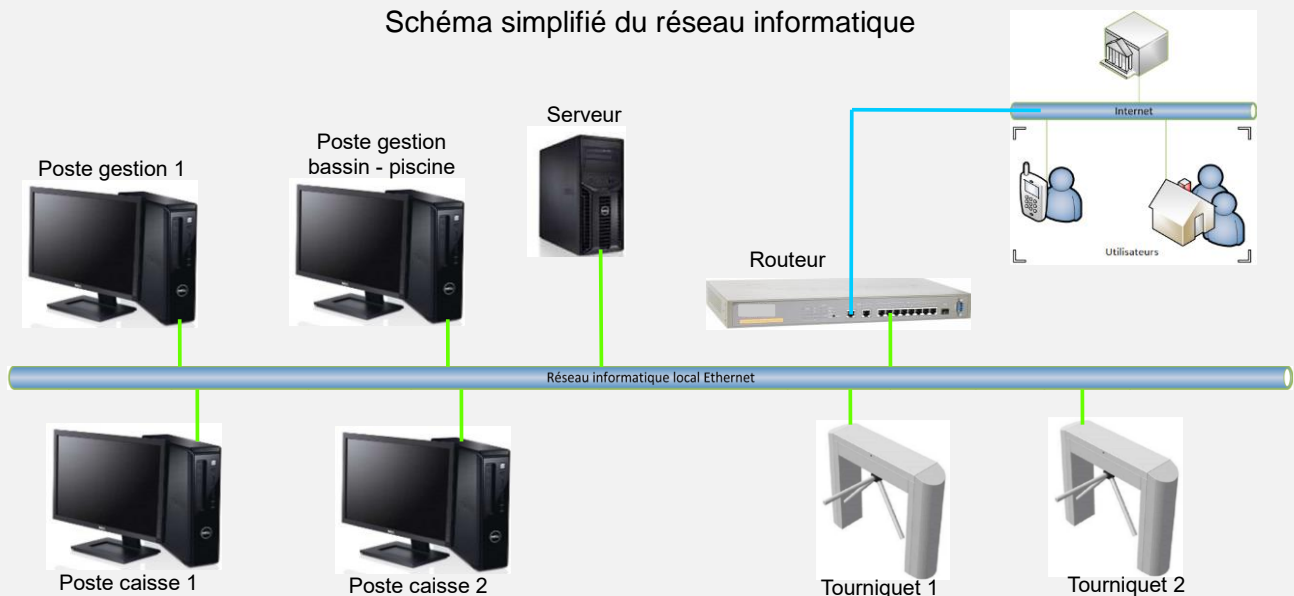 Schéma simplifié du réseau informatique
Internet
Utilisateurs
Serveur
Poste gestion 1
Poste gestion
bassin - piscine
Routeur
Réseau informatique local Ethernet
Poste caisse 1
Poste caisse 2
Tourniquet 1
Tourniquet 2